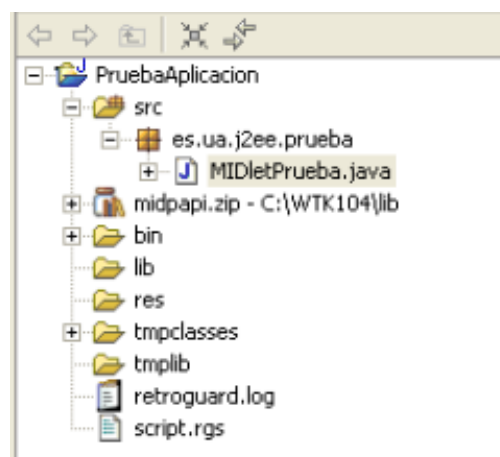 PruebaAplicacion
src
es.ua.j2ee.prueba
MIDletPrueba.java
midpapi.zip - C:\WTK104\lib
bin
lib
res
tmpclasses
tmplib
retroguard.log
script.rgs